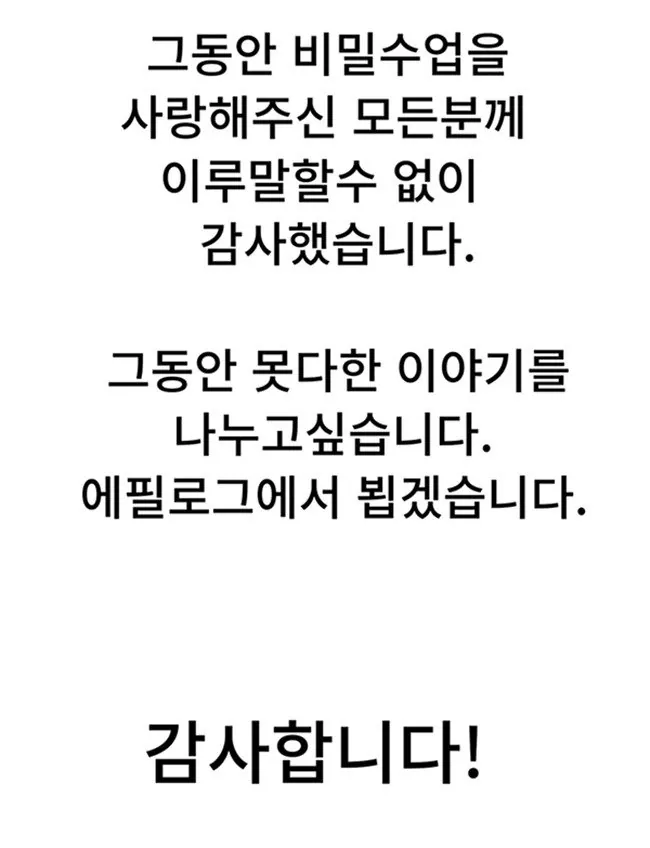 그동안 비밀수업을
사랑해주신 모든분께
이루말할수 없이
감사했습니다.
그동안 못다한 이야기를
나누고싶습니다.
에필로그에서 뵙겠습니다.
감사합니다!